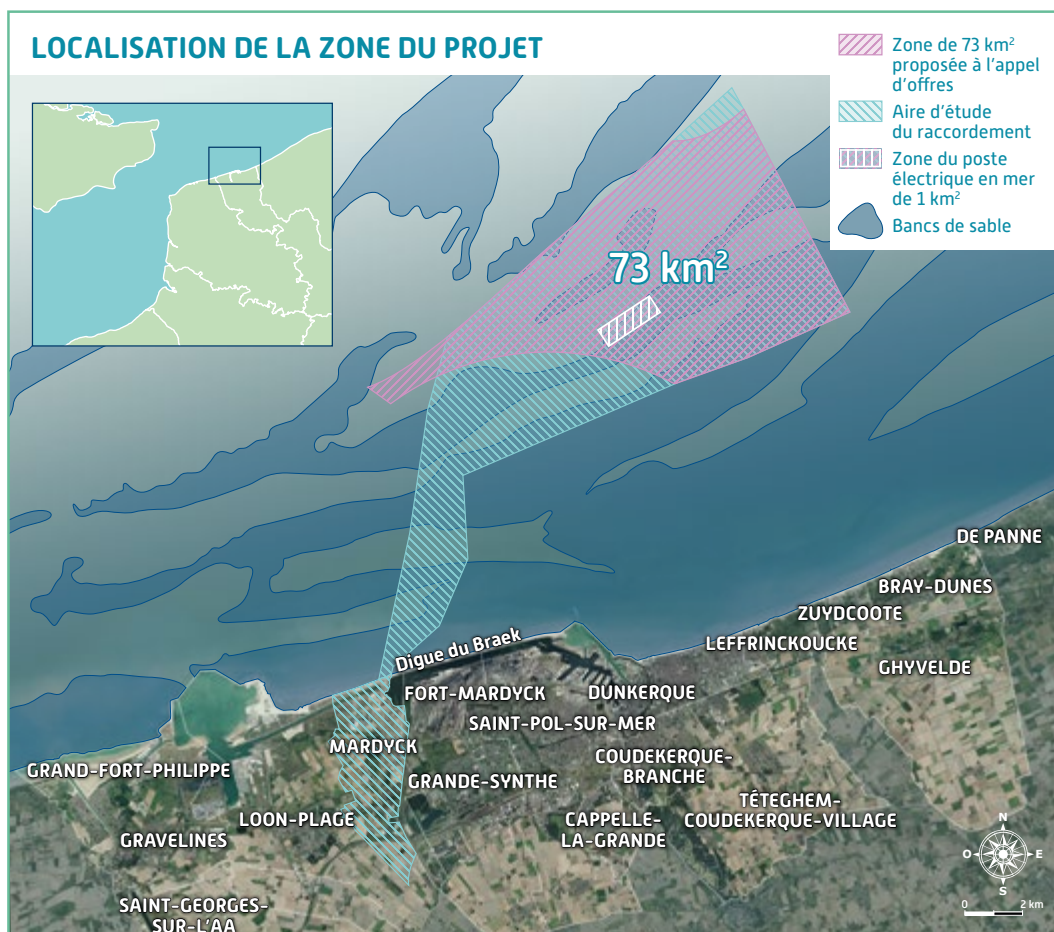 LOCALISATION DE LA ZONE DU PROJET
Zone de 73 km²
proposée à l'appel
d'offres
Aire d'étude
du raccordement
Zone du poste
électrique en mer
de 1 km²
Bancs de sable
73 km²
DE PANNE
BRAY-DUNES
ZUYDCOOTE
LEFFRINCKOUCKE
GHYVELDE
Digue du Braek
FORT-MARDYCK
DUNKERQUE
SAINT-POL-SUR-MER
MARDYCK
GRAND-FORT-PHILIPPE
GRANDE-SYNTHE
COUDEKERQUE-
BRANCHE
TÉTEGHEM-
COUDEKERQUE-VILLAGE
LOON-PLAGE
CAPPELLE-
LA-GRANDE
GRAVELINES
SAINT-GEORGES-
SUR-L'AA
N
O
E
S
0 2 km